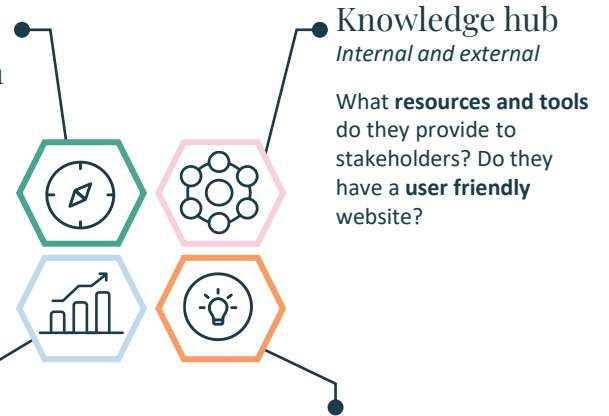 Knowledge hub
Internal and external
What resources and tools
do they provide to
stakeholders? Do they
have a user friendly
website?